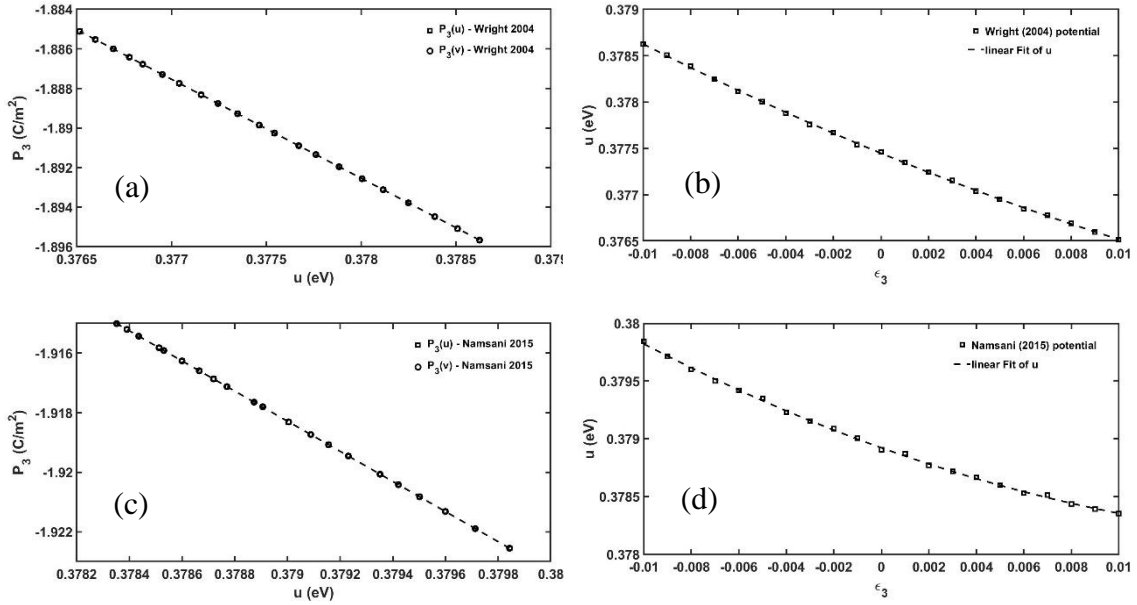 -1.884
-1.886
-1.888
-1.89
-1.892
-1.894
-1.896
P3 (C/m2)
P3(u) - Wright 2004
P3(v) - Wright 2004
(a)
0.3765 0.377 0.3775 0.378 0.3785 0.379
u (eV)
0.379
0.3785
0.378
0.3775
0.377
0.3765
u (eV)
Wright (2004) potential
linear Fit of u
(b)
-0.01 -0.008 -0.006 -0.004 -0.002 0 0.002 0.004 0.006 0.008 0.01
ϵ3
-1.916
-1.918
-1.92
-1.922
P3 (C/m2)
P3(u) - Namsani 2015
P3(v) - Namsani 2015
(c)
0.3782 0.3784 0.3786 0.3788 0.379 0.3792 0.3794 0.3796 0.3798 0.38
u (eV)
0.38
0.3795
0.379
0.3785
0.378
u (eV)
Namsani (2015) potential
linear Fit of u
(d)
-0.01 -0.008 -0.006 -0.004 -0.002 0 0.002 0.004 0.006 0.008 0.01
ϵ3